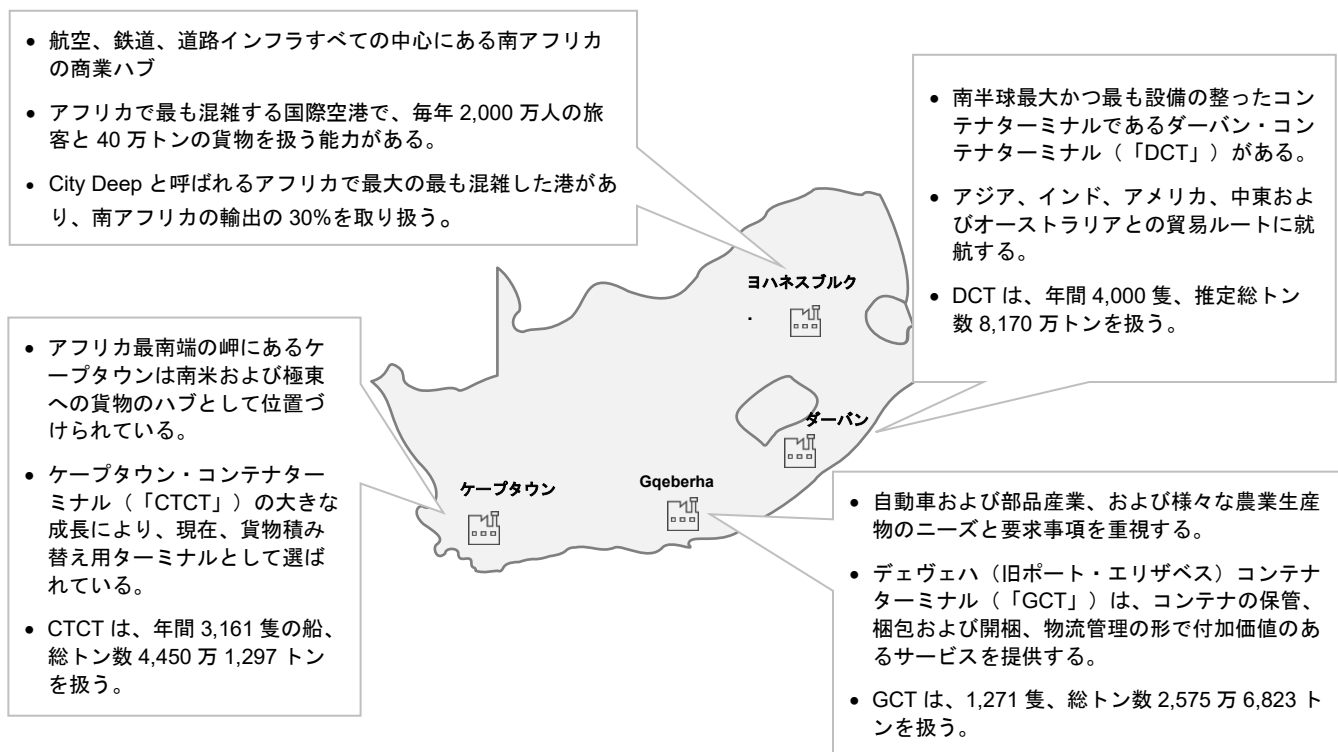 • 航空、鉄道、道路インフラすべての中心にある南アフリカ
の商業ハブ
• アフリカで最も混雑する国際空港で、毎年 2,000 万人の旅
客と 40 万トンの貨物を扱う能力がある。
• City Deep と呼ばれるアフリカで最大の最も混雑した港があ
り、南アフリカの輸出の 30%を取り扱う。
• 南半球最大かつ最も設備の整ったコン
テナターミナルであるダーバン・コン
テナターミナル（「DCT」）がある。
• アジア、インド、アメリカ、中東およ
びオーストラリアとの貿易ルートに就
航する。
• DCT は、年間 4,000 隻、推定総トン
数 8,170 万トンを扱う。
ヨハネスブルク
• アフリカ最南端の岬にあるケ
ープタウンは南米および極東
への貨物のハブとして位置づ
けられている。
• ケープタウン・コンテナター
ミナル（「CTCT」）の大きな
成長により、現在、貨物積み
替え用ターミナルとして選ば
れている。
• CTCT は、年間 3,161 隻の船、
総トン数 4,450 万 1,297 トン
を扱う。
ダーバン
ケープタウン
Gqeberha
• 自動車および部品産業、および様々な農業生産
物のニーズと要求事項を重視する。
• デェヴェハ（旧ポート・エリザベス）コンテナ
ターミナル（「GCT」）は、コンテナの保管、
梱包および開梱、物流管理の形で付加価値のあ
るサービスを提供する。
• GCT は、1,271 隻、総トン数 2,575 万 6,823 ト
ンを扱う。